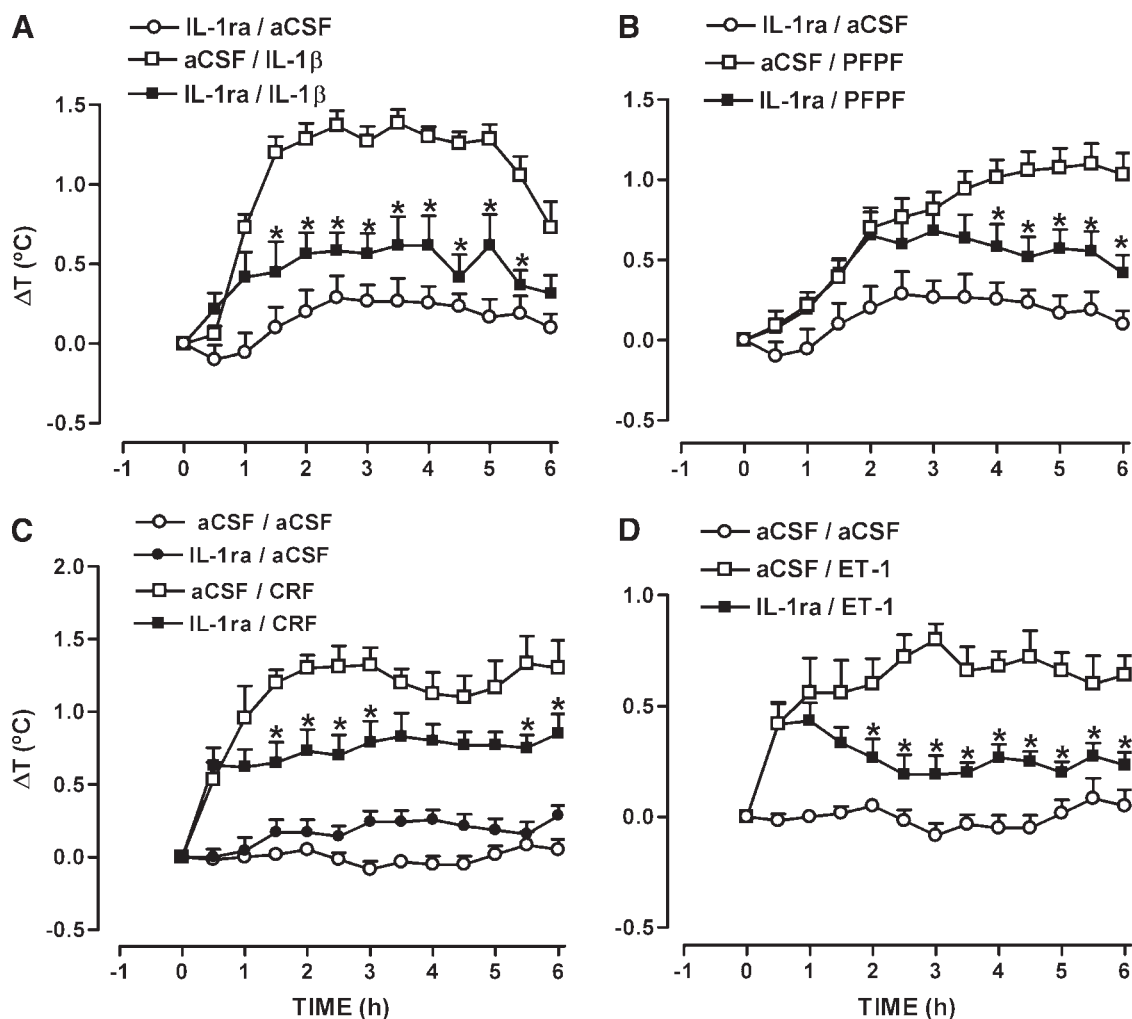 A
IL-1ra / aCSF
aCSF / IL-1β
IL-1ra / IL-1β
1.5
1.0
0.5
0.0
-0.5
ΔT (ºC)
* * * * * * * * *
-1 0 1 2 3 4 5 6
B
IL-1ra / aCSF
aCSF / PFPF
IL-1ra / PFPF
1.5
1.0
0.5
0.0
-0.5
* * * * *
-1 0 1 2 3 4 5 6
C
aCSF / aCSF
IL-1ra / aCSF
aCSF / CRF
IL-1ra / CRF
2.0
1.5
1.0
0.5
0.0
-0.5
ΔT (ºC)
* * * * * *
-1 0 1 2 3 4 5 6
TIME (h)
D
aCSF / aCSF
aCSF / ET-1
IL-1ra / ET-1
1.0
0.5
0.0
-0.5
* * * * * * * * *
-1 0 1 2 3 4 5 6
TIME (h)